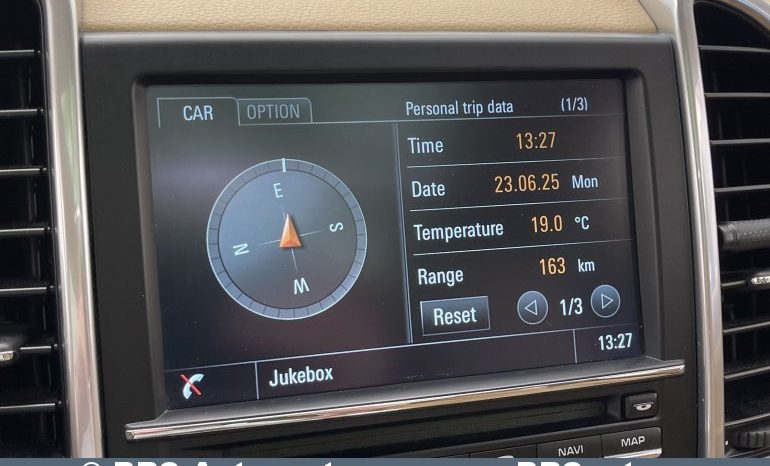 CAR OPTION Personal trip data (1/3)
Time 13:27
Date 23.06.25 Mon
Temperature 19.0 °C
Range 163 km
Reset 1/3
E
S
N
W
13:27
Jukebox
NAVI MAP